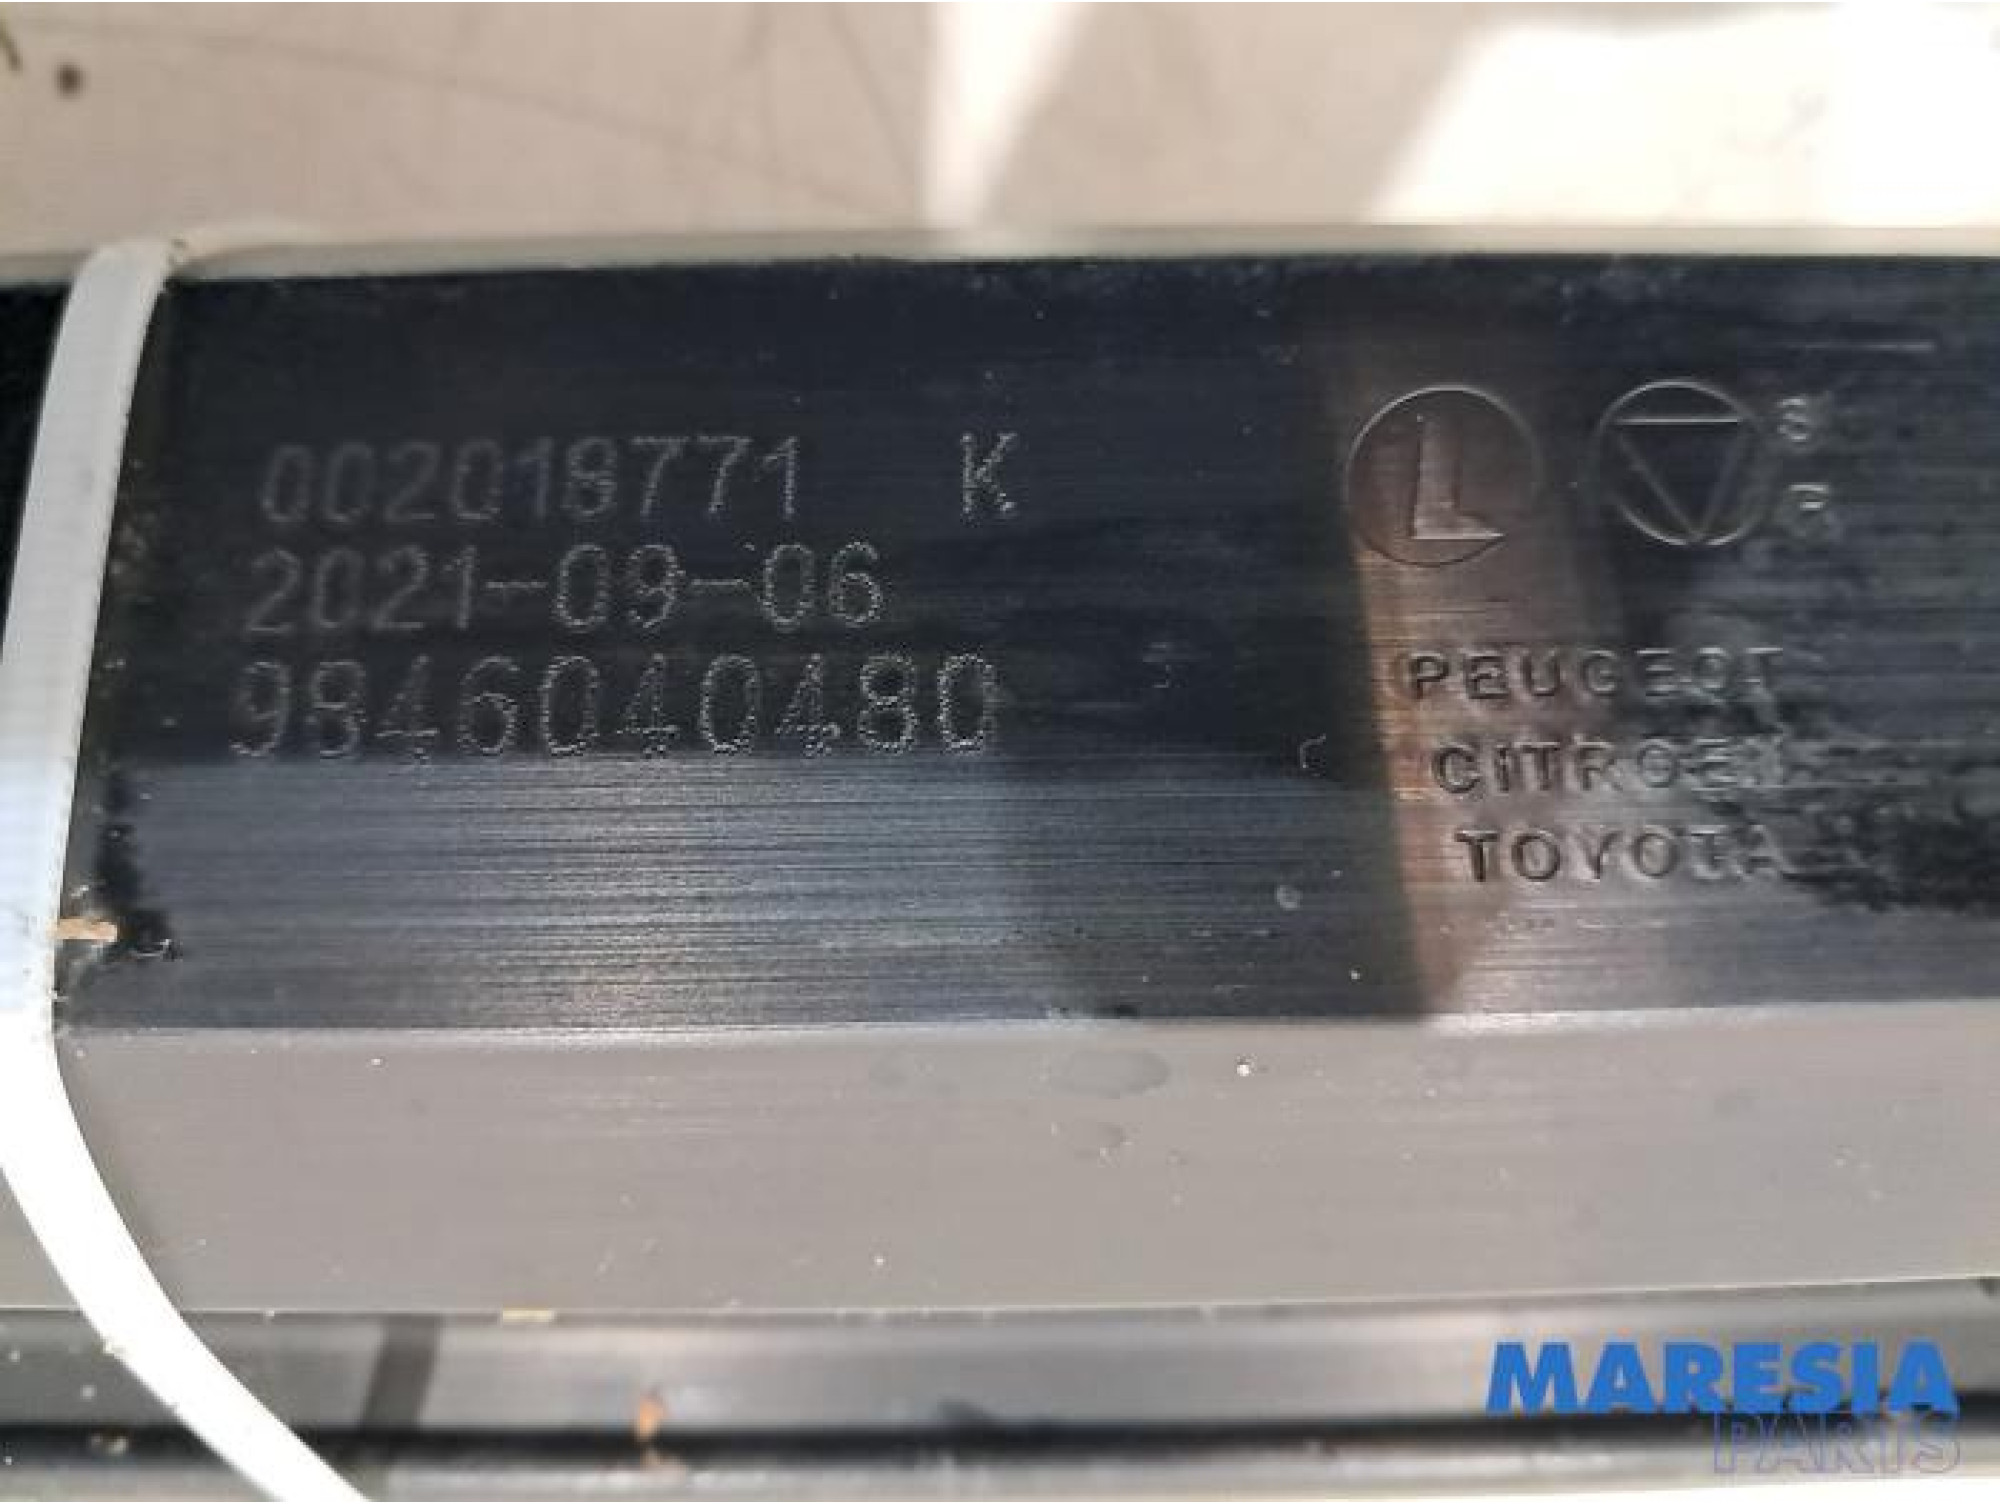 002018771 K
2021-09-06
9846040480
L
PEUGEOT
CITROEN
TOYOTA
MARESIA
PARTS